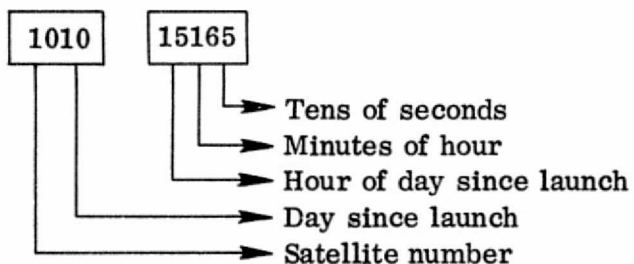 1010 15165
Tens of seconds
Minutes of hour
Hour of day since launch
Day since launch
Satellite number